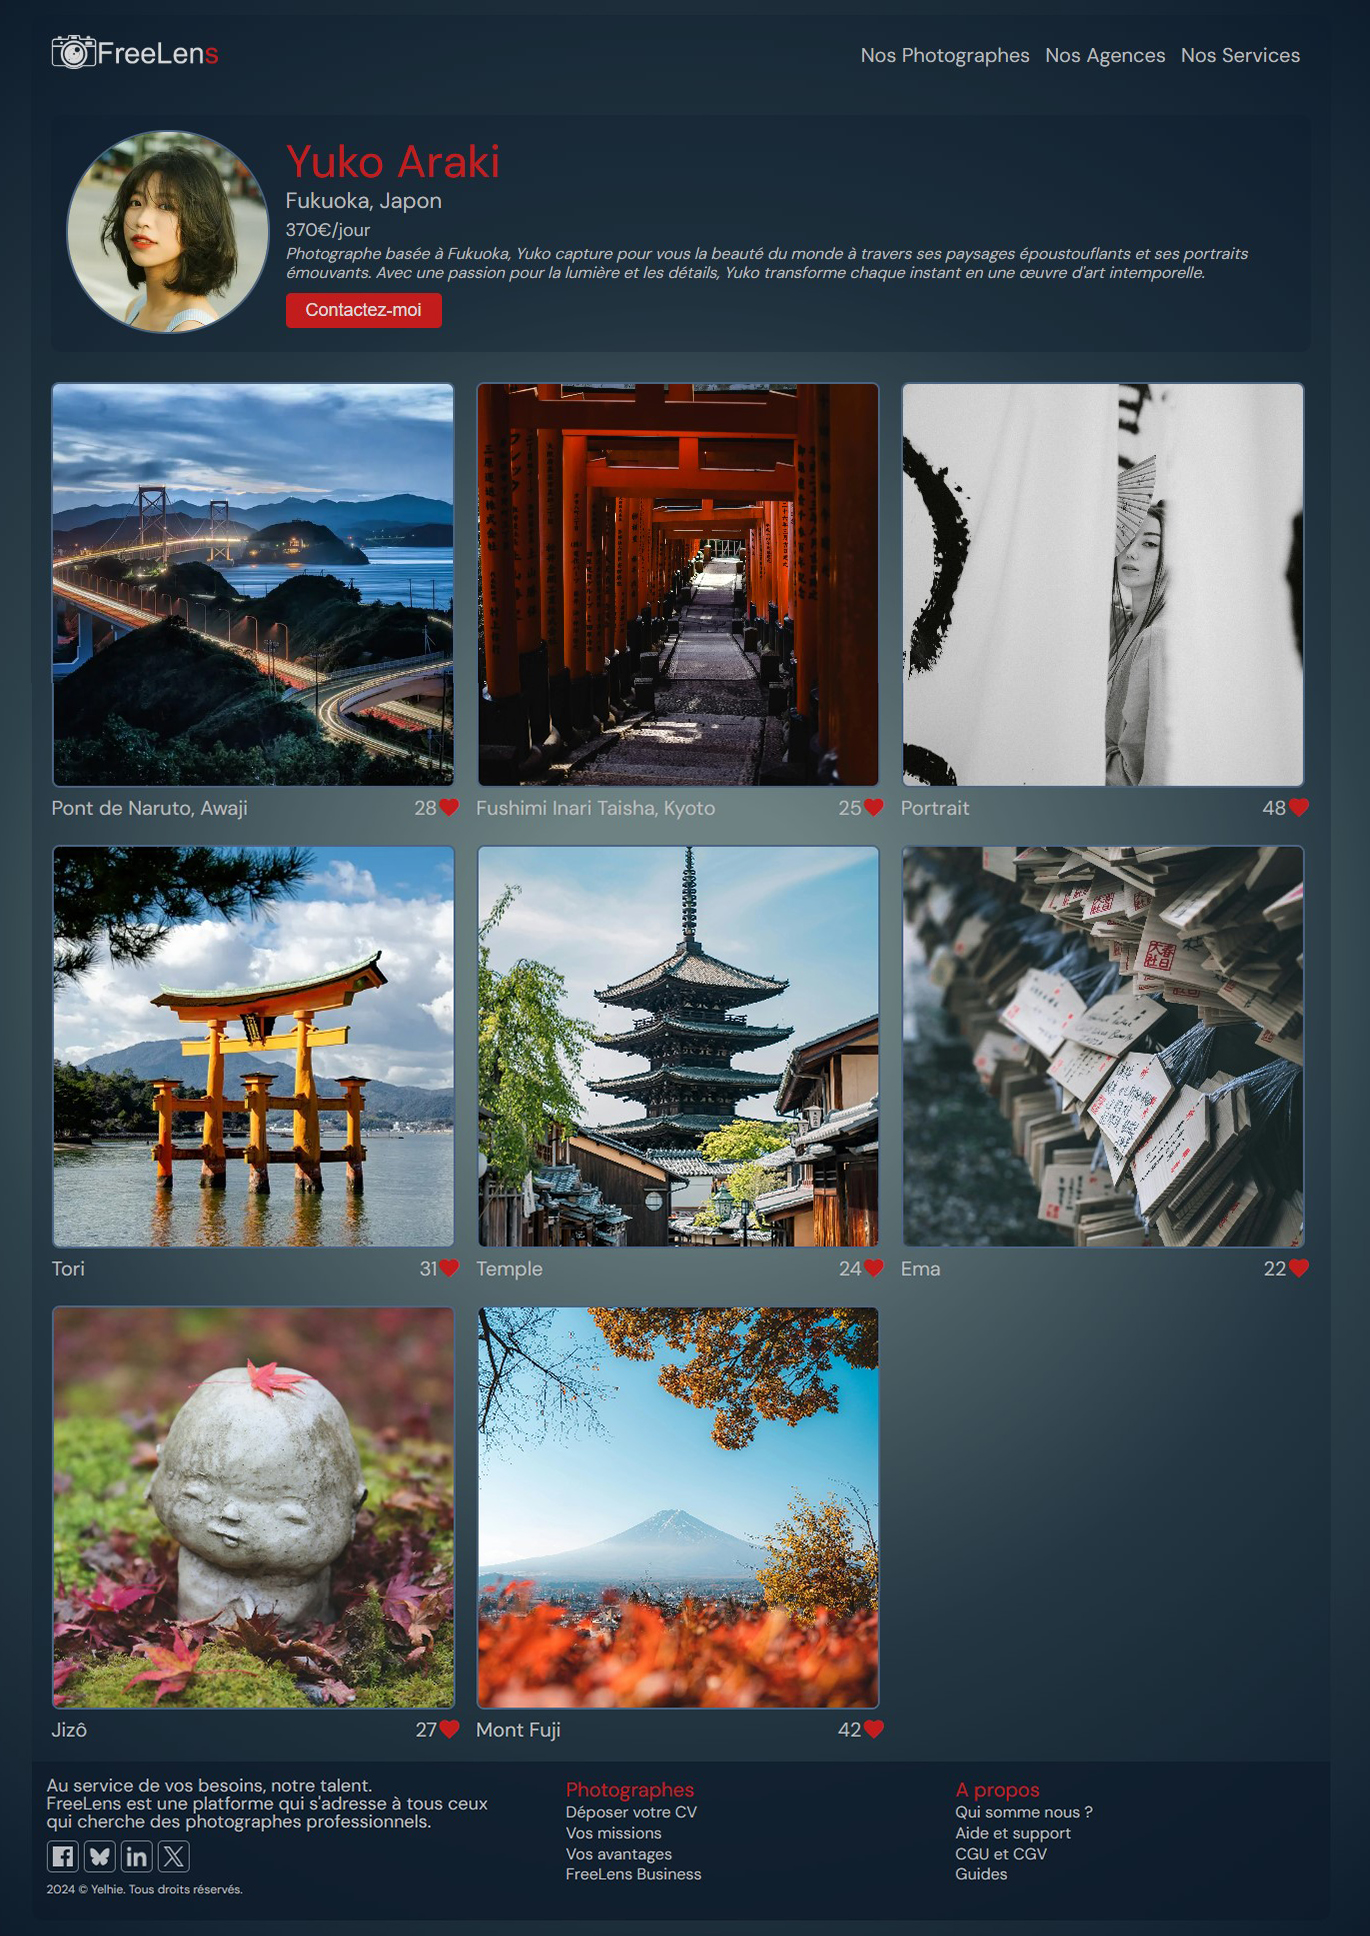 FreeLens
Nos Photographes Nos Agences Nos Services
Yuko Araki
Fukuoka, Japon
370€/jour
Photographe basée à Fukuoka, Yuko capture pour vous la beauté du monde à travers ses paysages époustouflants et ses portraits
émouvants. Avec une passion pour la lumière et les détails, Yuko transforme chaque instant en une œuvre d'art intemporelle.
Contactez-moi
Pont de Naruto, Awaji 28
Fushimi Inari Taisha, Kyoto 25
Portrait 48
Tori 31
Temple 24
Ema 22
Jizô 27
Mont Fuji 42
Au service de vos besoins, notre talent.
FreeLens est une platforme qui s'adresse à tous ceux
qui cherche des photographes professionnels.
2024 © Yelhie. Tous droits réservés.
Photographes
Déposer votre CV
Vos missions
Vos avantages
FreeLens Business
A propos
Qui somme nous ?
Aide et support
CGU et CGV
Guides